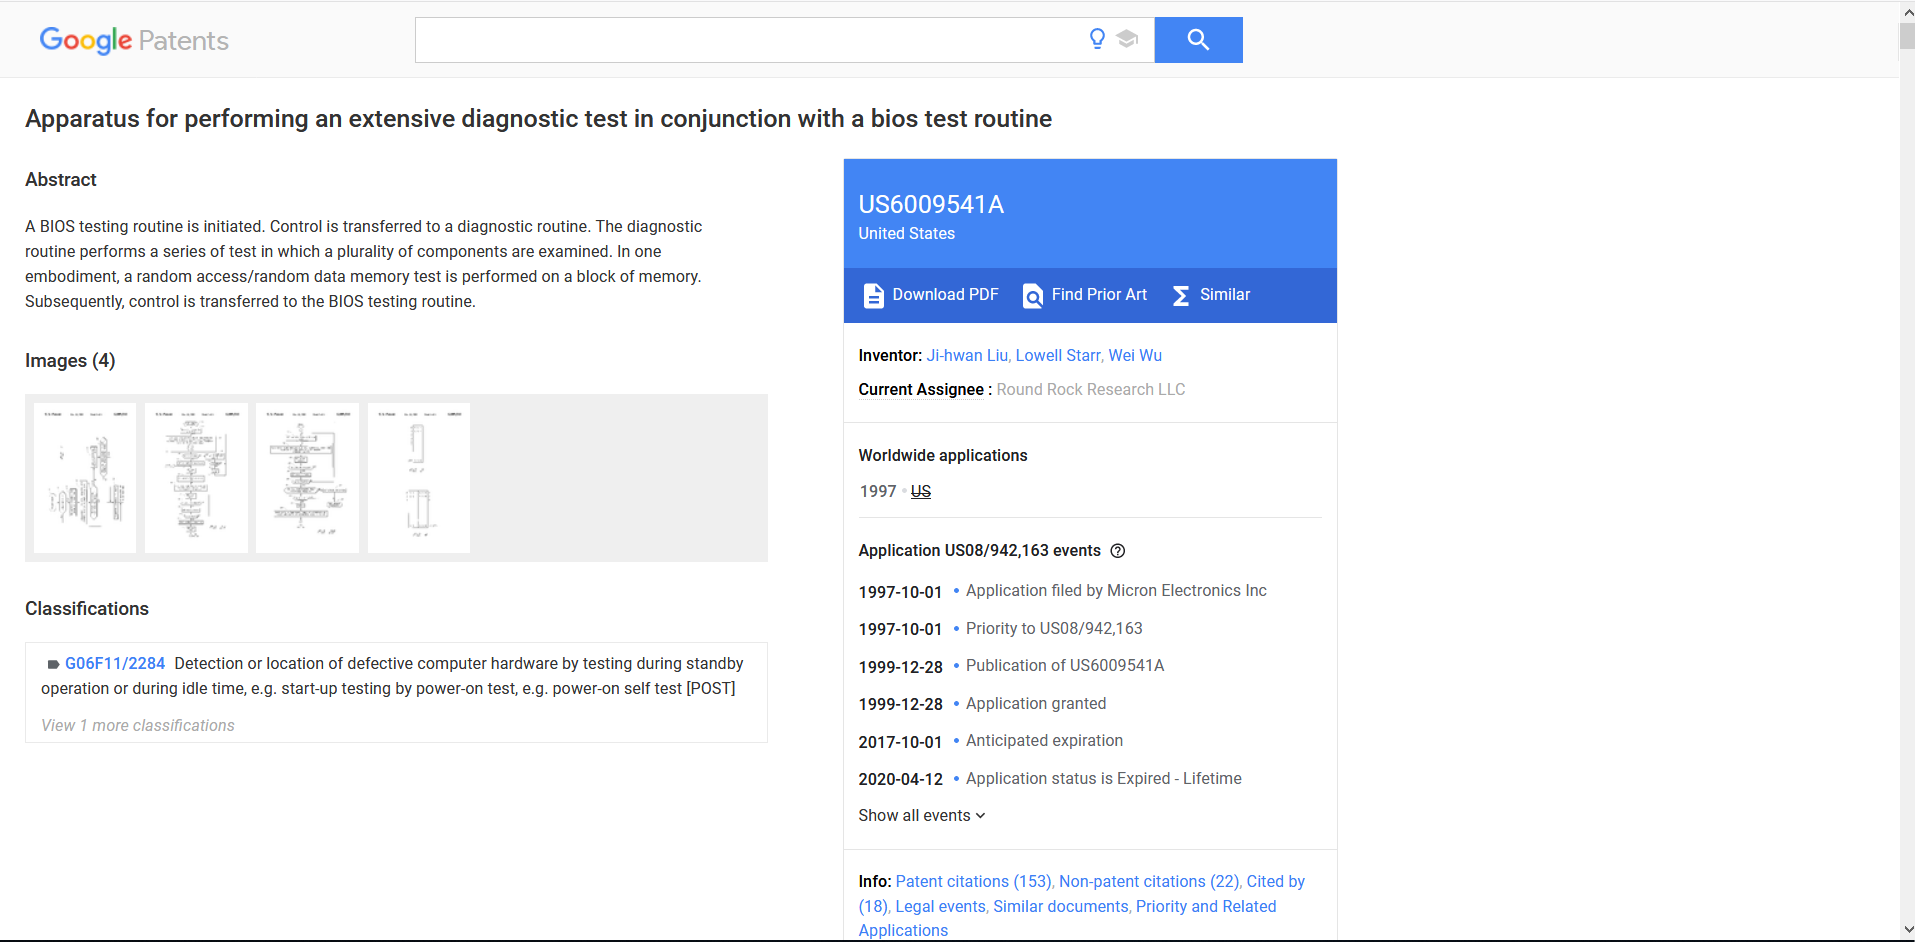 Google Patents
Apparatus for performing an extensive diagnostic test in conjunction with a bios test routine
Abstract
A BIOS testing routine is initiated. Control is transferred to a diagnostic routine. The diagnostic
routine performs a series of test in which a plurality of components are examined. In one
embodiment, a random access/random data memory test is performed on a block of memory.
Subsequently, control is transferred to the BIOS testing routine.
Images (4)
Classifications
G06F11/2284 Detection or location of defective computer hardware by testing during standby
operation or during idle time, e.g. start-up testing by power-on test, e.g. power-on self test [POST]
View 1 more classifications
US6009541A
United States
Download PDF Find Prior Art Similar
Inventor: Ji-hwan Liu, Lowell Starr, Wei Wu
Current Assignee : Round Rock Research LLC
Worldwide applications
1997 • US
Application US08/942,163 events
1997-10-01 • Application filed by Micron Electronics Inc
1997-10-01 • Priority to US08/942,163
1999-12-28 • Publication of US6009541A
1999-12-28 • Application granted
2017-10-01 • Anticipated expiration
2020-04-12 • Application status is Expired - Lifetime
Show all events
Info: Patent citations (153), Non-patent citations (22), Cited by
(18), Legal events, Similar documents, Priority and Related
Applications